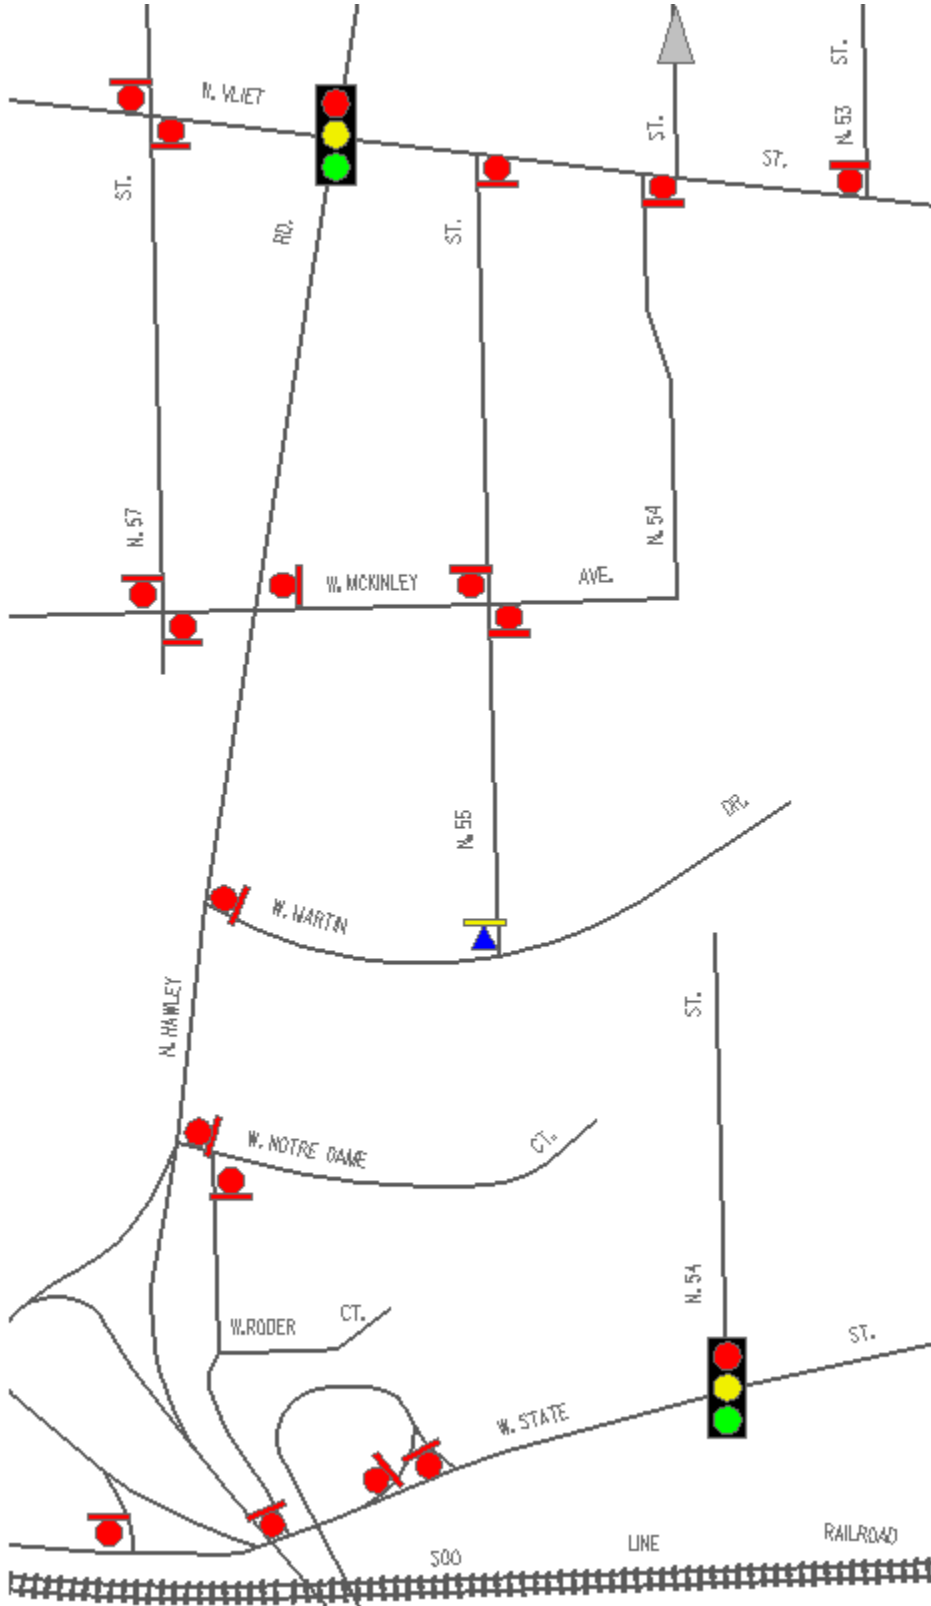 W. VLIET ST.
N. 57 ST.
N. HAWLEY RD.
N. 55 ST.
N. 54 ST.
N. 53 ST.
W. MCKINLEY AVE.
W. MARTIN DR.
W. NOTRE DAME CT.
W. RODER CT.
N. 54 ST.
W. STATE ST.
SOO LINE RAILROAD